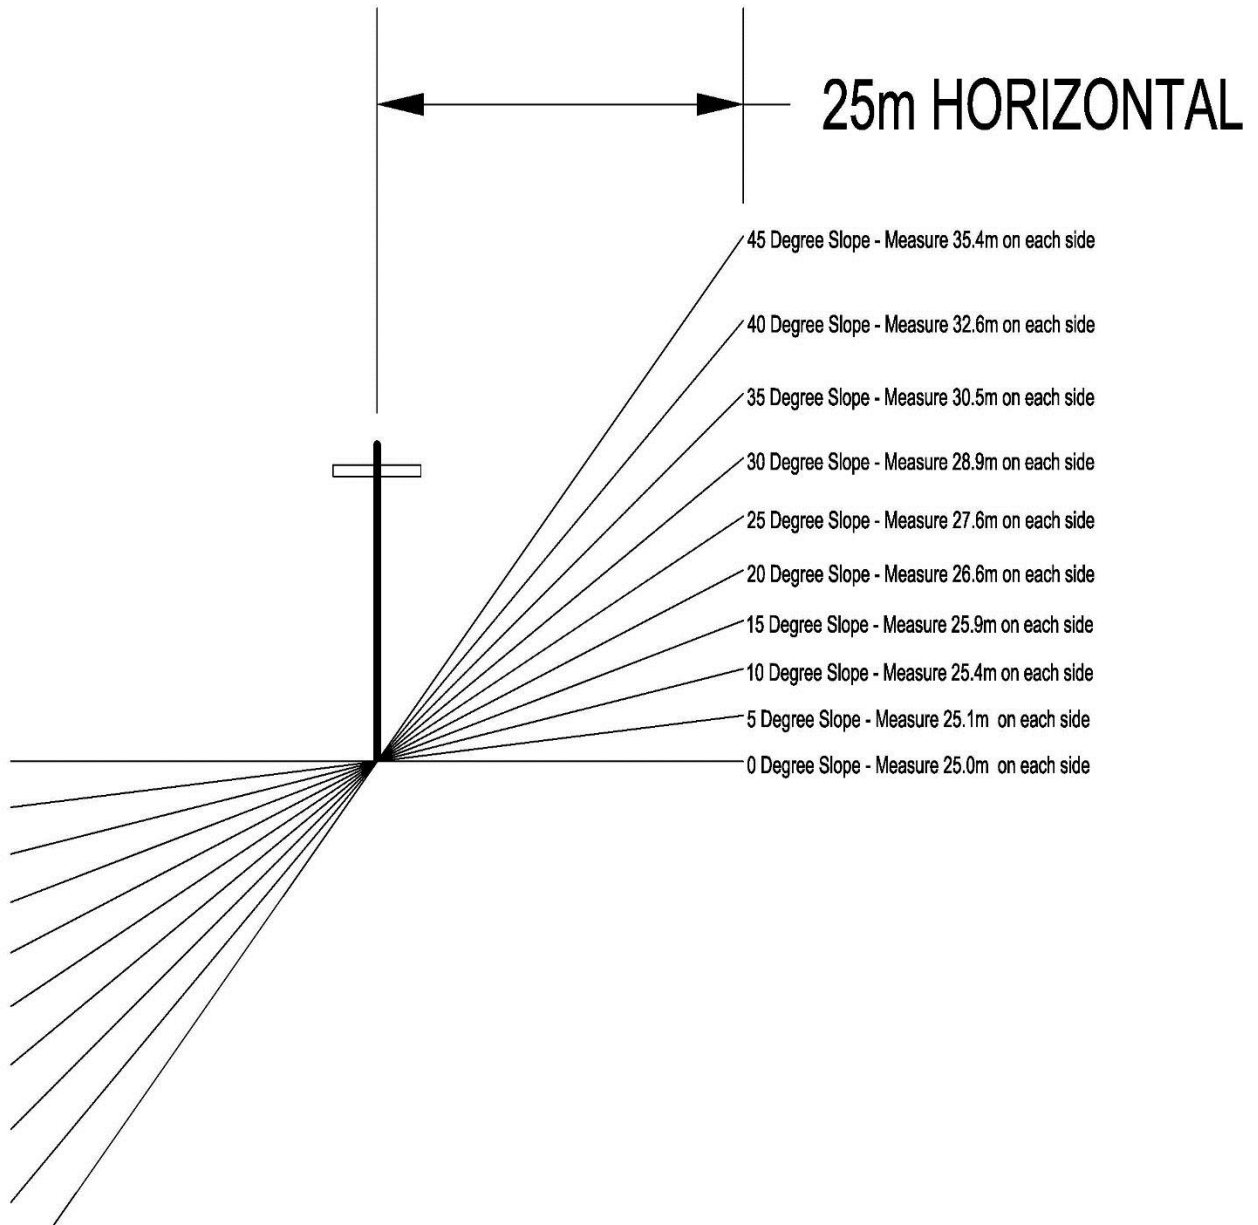 25m HORIZONTAL
45 Degree Slope - Measure 35.4m on each side
40 Degree Slope - Measure 32.6m on each side
35 Degree Slope - Measure 30.5m on each side
30 Degree Slope - Measure 28.9m on each side
25 Degree Slope - Measure 27.6m on each side
20 Degree Slope - Measure 26.6m on each side
15 Degree Slope - Measure 25.9m on each side
10 Degree Slope - Measure 25.4m on each side
5 Degree Slope - Measure 25.1m on each side
0 Degree Slope - Measure 25.0m on each side